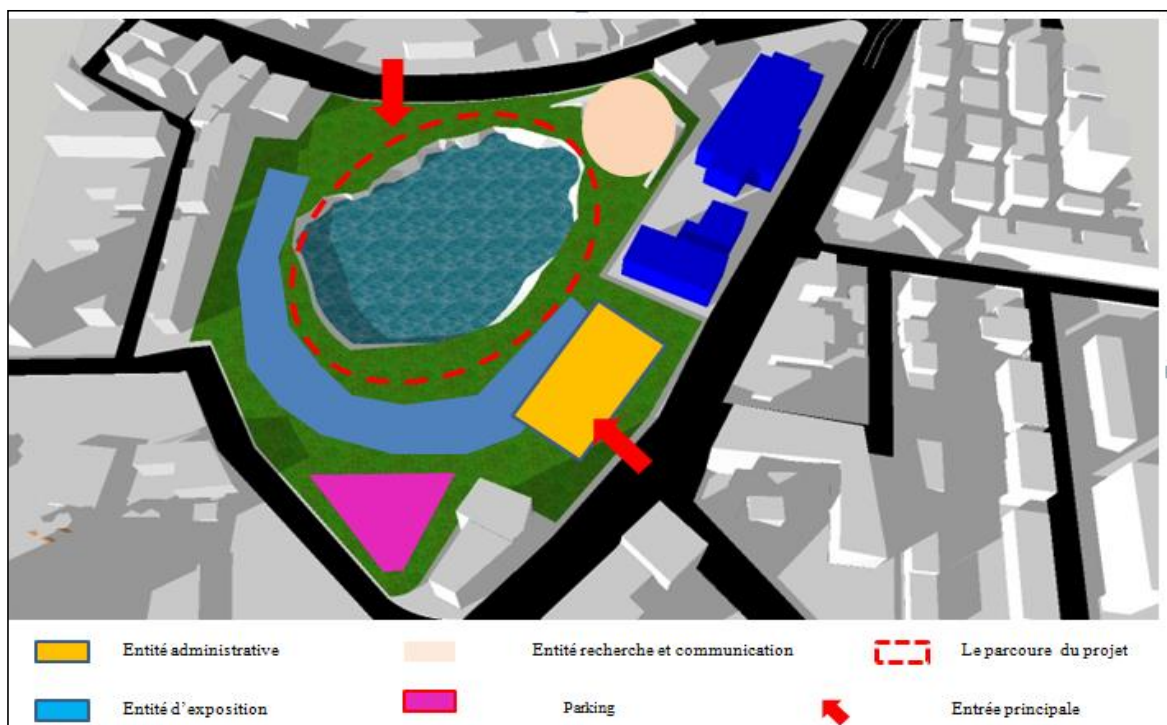 Entité administrative
Entité recherche et communication
Le parcoure du projet
Entité d'exposition
Parking
Entrée principale